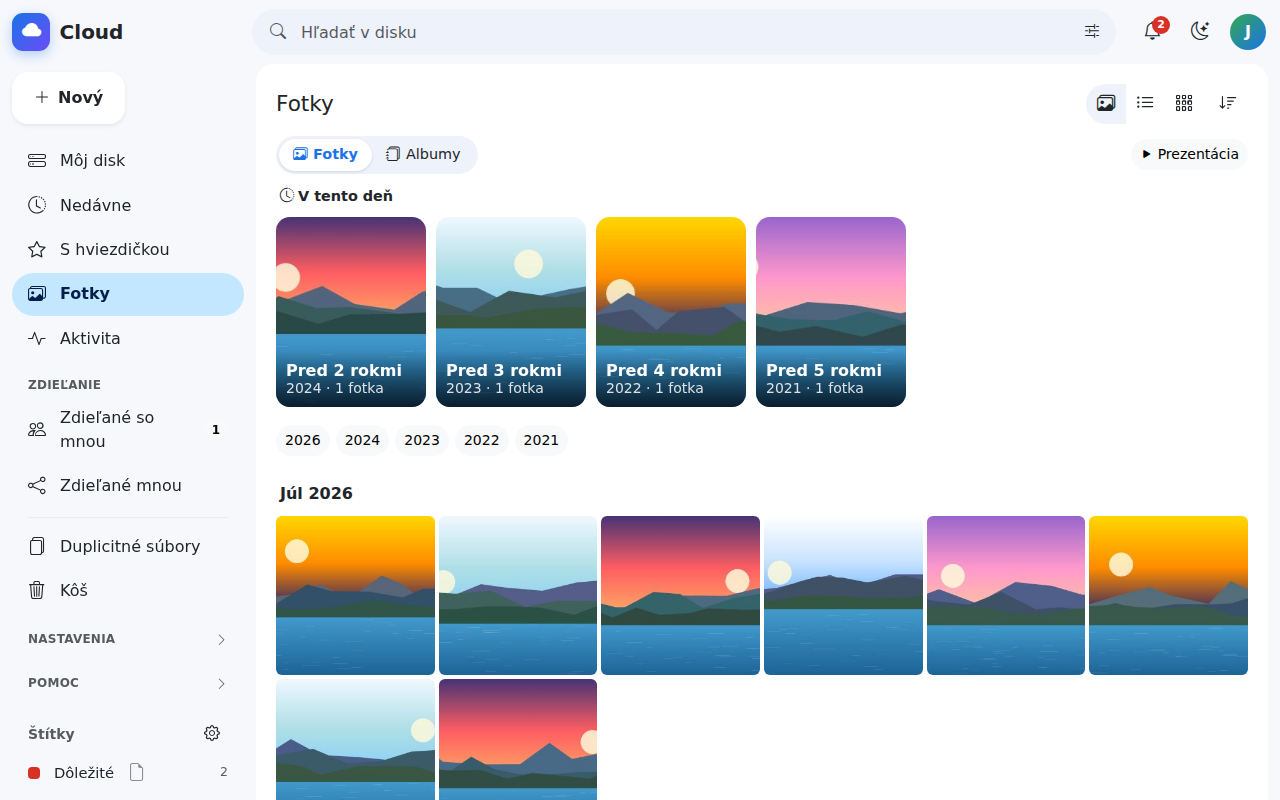 Cloud
Hľadať v disku
2
J
Nový
Môj disk
Nedávne
S hviezdičkou
Fotky
Aktivita
ZDIEĽANIE
Zdieľané so
mnou
1
Zdieľané mnou
Duplicitné súbory
Kôš
NASTAVENIA
POMOC
Štítky
Dôležité
2
Fotky
Fotky
Albumy
Prezentácia
V tento deň
Pred 2 rokmi
2024 · 1 fotka
Pred 3 rokmi
2023 · 1 fotka
Pred 4 rokmi
2022 · 1 fotka
Pred 5 rokmi
2021 · 1 fotka
2026
2024
2023
2022
2021
Júl 2026